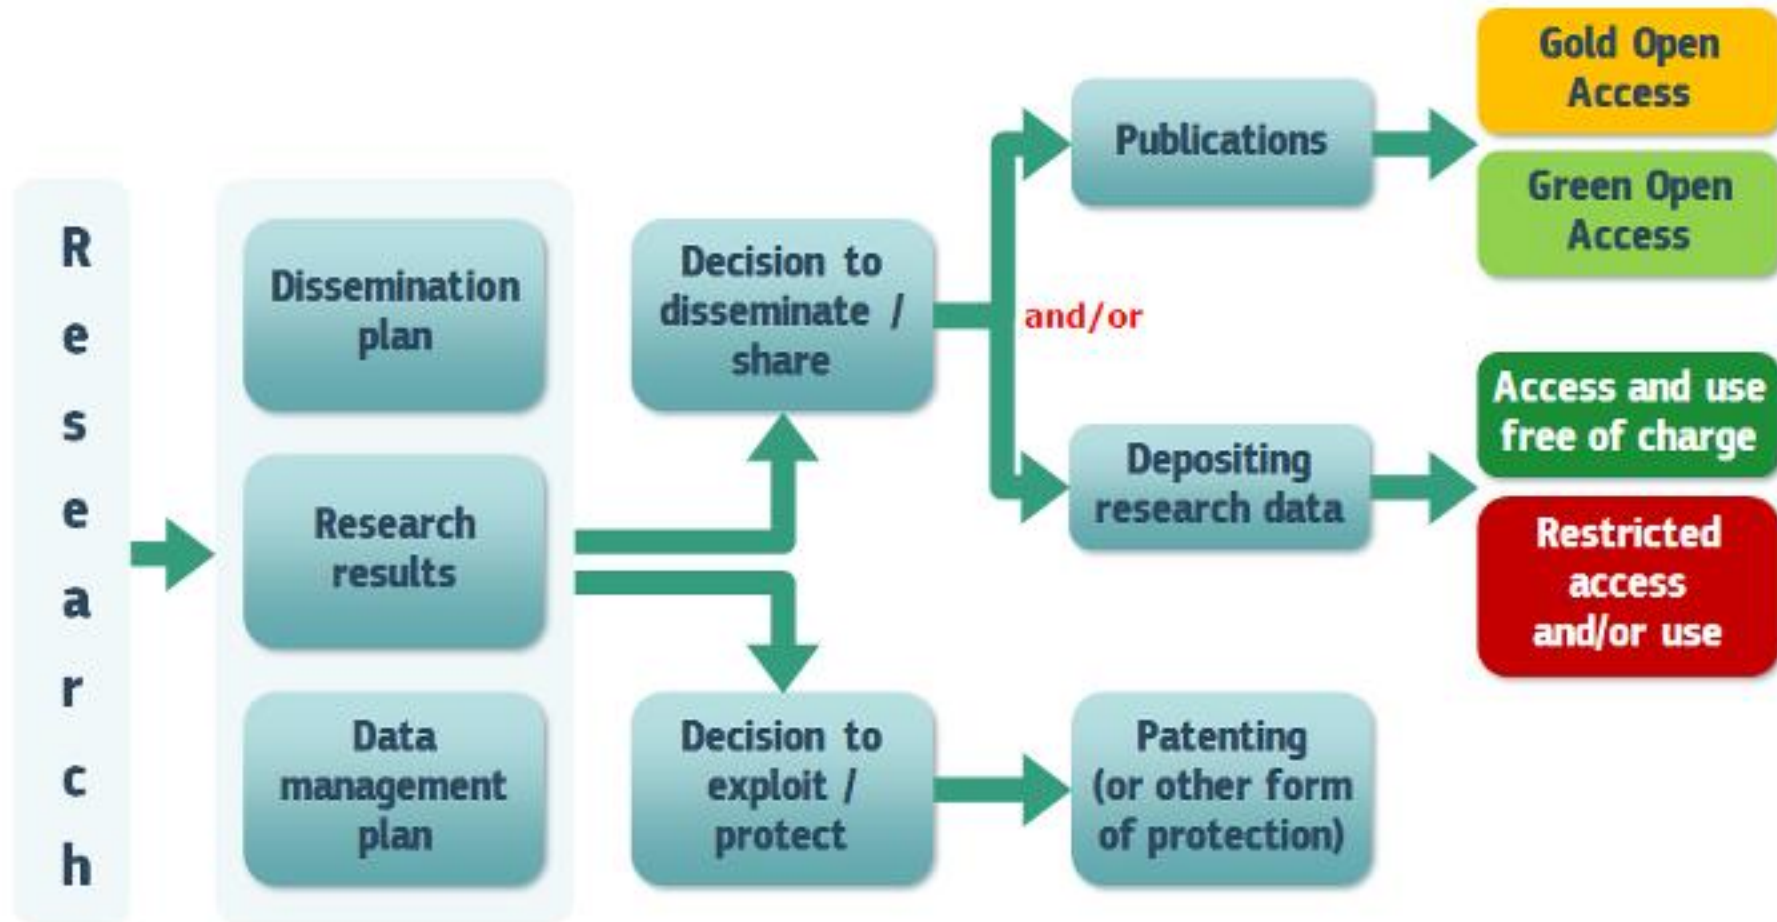 Research
Dissemination
plan
Research
results
Data
management
plan
Decision to
disseminate /
share
Decision to
exploit /
protect
and/or
Publications
Depositing
research data
Patenting
(or other form
of protection)
Gold Open
Access
Green Open
Access
Access and use
free of charge
Restricted
access
and/or use